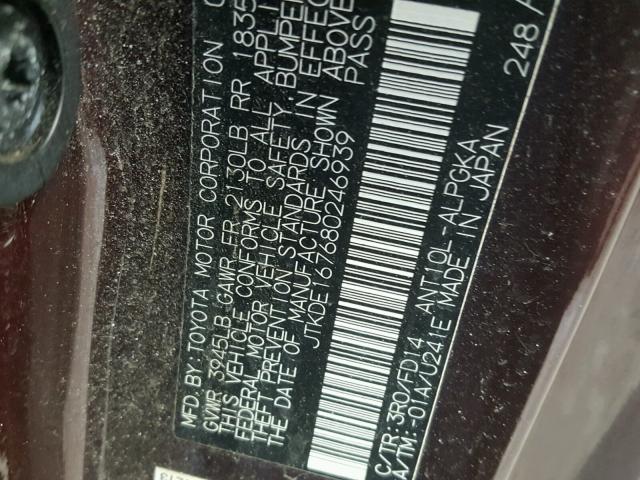 MFD. BY: TOYOTA MOTOR CORPORATION
GVWR 3945LB GAWR FR 2130LB RR 1835
THIS VEHICLE CONFORMS TO ALL APPLI
FEDERAL MOTOR VEHICLE SAFETY, BUMPER
THEFT PREVENTION STANDARDS IN EFFEC
THE DATE OF MANUFACTURE SHOWN ABOVE
JTKDE167680246939 PASS
248
C/TR: 3R0/FD14 ANT10L-ALPGKA
A/TM: -01A/U241E MADE IN JAPAN